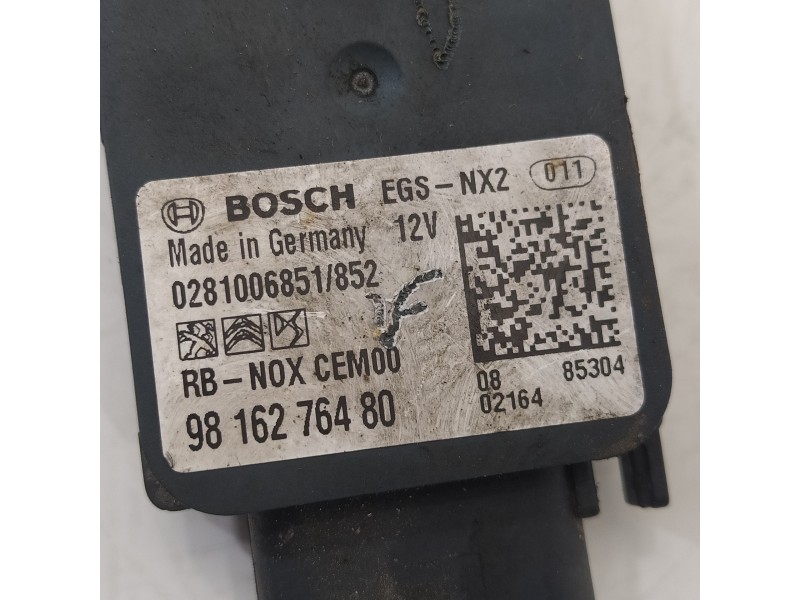 BOSCH EGS-NX2 011
Made in Germany 12V
0281006851/852
RB-NOX CEM00
98 162 764 80
08 85304
02164